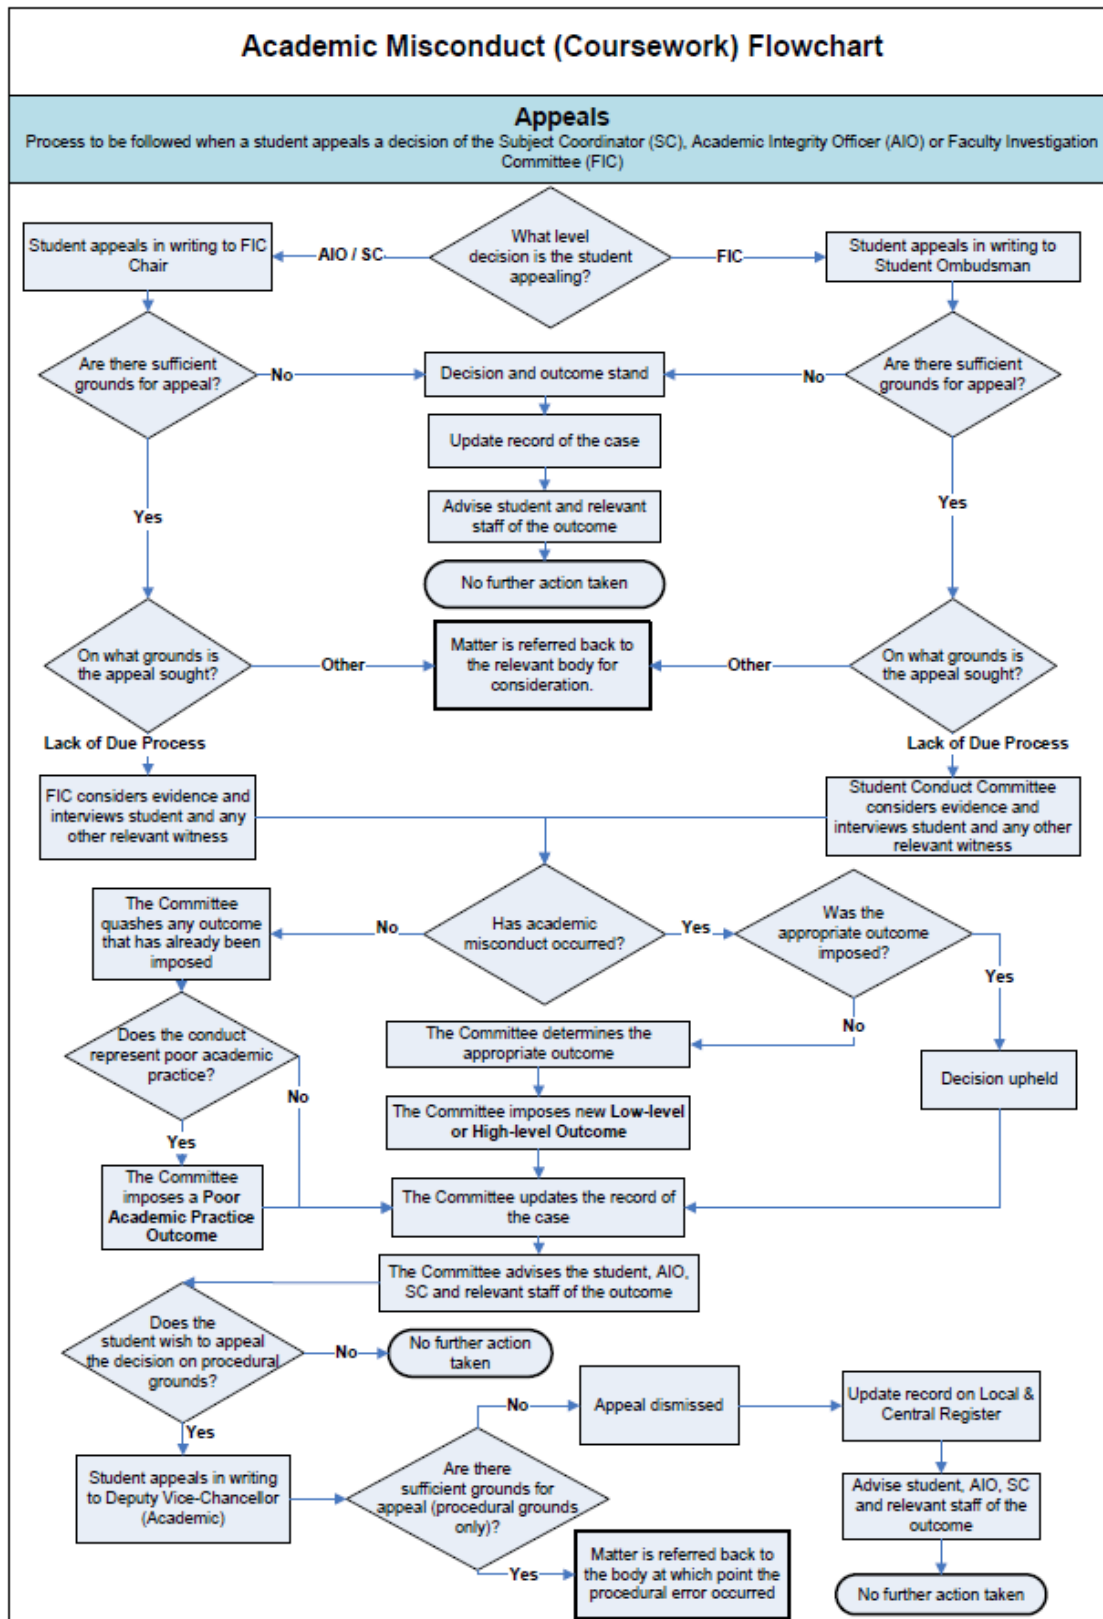 Academic Misconduct (Coursework) Flowchart
Appeals
Process to be followed when a student appeals a decision of the Subject Coordinator (SC), Academic Integrity Officer (AIO) or Faculty Investigation
Committee (FIC)
Student appeals in writing to FIC
Chair
AIO / SC
What level
decision is the student
appealing?
FIC
Student appeals in writing to
Student Ombudsman
Are there sufficient
grounds for appeal?
No
Decision and outcome stand
No
Are there sufficient
grounds for appeal?
Update record of the case
Yes
Advise student and relevant
staff of the outcome
Yes
No further action taken
On what grounds is
the appeal sought?
Other
Matter is referred back to
the relevant body for
consideration.
Other
On what grounds is
the appeal sought?
Lack of Due Process
Lack of Due Process
FIC considers evidence and
interviews student and any
other relevant witness
Student Conduct Committee
considers evidence and
interviews student and any other
relevant witness
The Committee
quashes any outcome
that has already been
imposed
No
Has academic
misconduct occurred?
Yes
Was the
appropriate outcome
imposed?
Yes
No
Does the conduct
represent poor academic
practice?
No
The Committee determines the
appropriate outcome
Decision upheld
The Committee imposes new Low-level
or High-level Outcome
Yes
The Committee
imposes a Poor
Academic Practice
Outcome
The Committee updates the record of
the case
The Committee advises the student, AIO,
SC and relevant staff of the outcome
Does the
student wish to appeal
the decision on procedural
grounds?
No
No further action
taken
Yes
Student appeals in writing
to Deputy Vice-Chancellor
(Academic)
Are there
sufficient grounds for
appeal (procedural grounds
only)?
No
Appeal dismissed
Update record on Local &
Central Register
Advise student, AIO, SC
and relevant staff of the
outcome
Yes
Matter is referred back to
the body at which point the
procedural error occurred
No further action taken